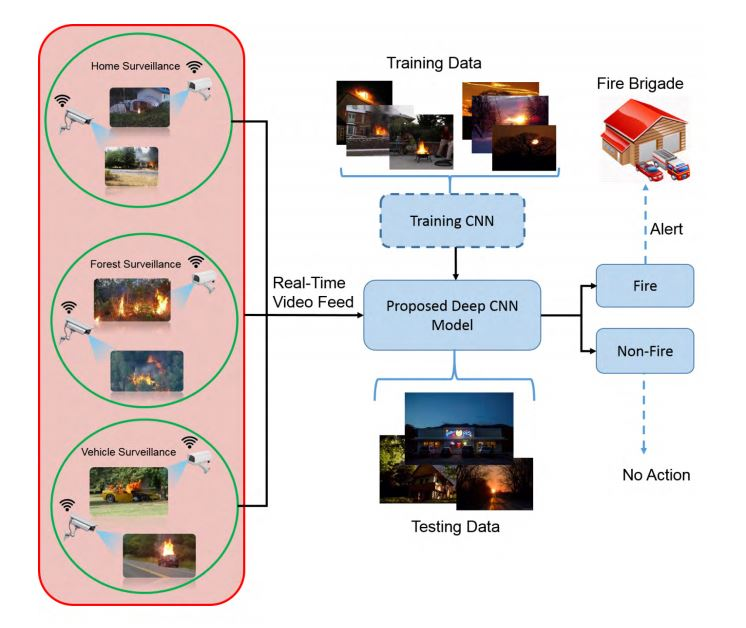 Home Surveillance
Forest Surveillance
Vehicle Surveillance
Real-Time
Video Feed
Training Data
Training CNN
Proposed Deep CNN
Model
Testing Data
Fire Brigade
Alert
Fire
Non-Fire
No Action